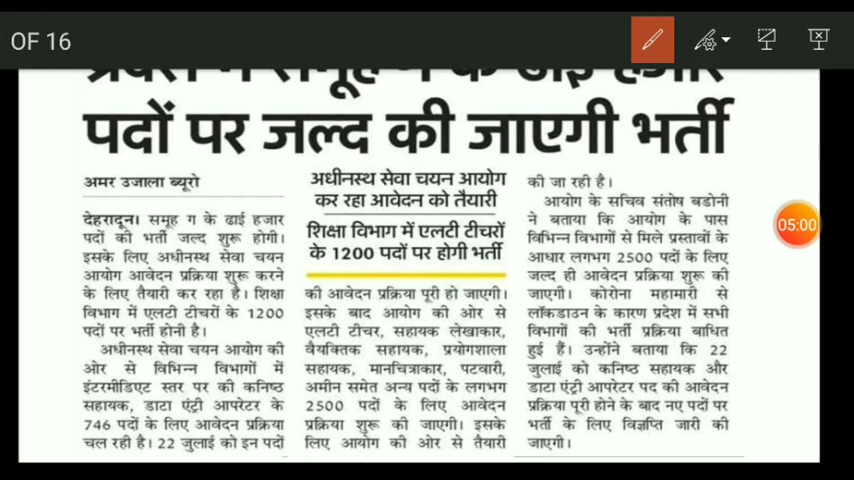 OF 16
पदों पर जल्द की जाएगी भर्ती
अमर उजाला ब्यूरो
देहरादून। समूह ग के ढाई हजार
पदों की भर्ती जल्द शुरू होगी।
इसके लिए अधीनस्थ सेवा चयन
आयोग आवेदन प्रक्रिया शुरू करने
के लिए तैयारी कर रहा है। शिक्षा
विभाग में एलटी टीचरों के 1200
पदों पर भर्ती होनी है।
अधीनस्थ सेवा चयन आयोग की
ओर से विभिन्न विभागों में
इंटरमीडिएट स्तर पर की कनिष्ठ
सहायक, डाटा एंट्री आपरेटर के
746 पदों के लिए आवेदन प्रक्रिया
चल रही है। 22 जुलाई को इन पदों
अधीनस्थ सेवा चयन आयोग
कर रहा आवेदन को तैयारी
शिक्षा विभाग में एलटी टीचरों
के 1200 पदों पर होगी भर्ती
की आवेदन प्रक्रिया पूरी हो जाएगी।
इसके बाद आयोग की ओर से
एलटी टीचर, सहायक लेखाकार,
वैयक्तिक सहायक, प्रयोगशाला
सहायक, मानचित्राकार, पटवारी,
अमीन समेत अन्य पदों के लगभग
2500 पदों के लिए आवेदन
प्रक्रिया शुरू की जाएगी। इसके
लिए आयोग की ओर से तैयारी
की जा रही है।
आयोग के सचिव संतोष बडोनी
ने बताया कि आयोग के पास
विभिन्न विभागों से मिले प्रस्तावों के
आधार लगभग 2500 पदों के लिए
जल्द ही आवेदन प्रक्रिया शुरू की
जाएगी। कोरोना महामारी से
लॉकडाउन के कारण प्रदेश में सभी
विभागों की भर्ती प्रक्रिया बाधित
हुई हैं। उन्होंने बताया कि 22
जुलाई को कनिष्ठ सहायक और
डाटा एंट्री आपरेटर पद की आवेदन
प्रक्रिया पूरी होने के बाद नए पदों पर
भर्ती के लिए विज्ञप्ति जारी की
जाएगी।
05:00